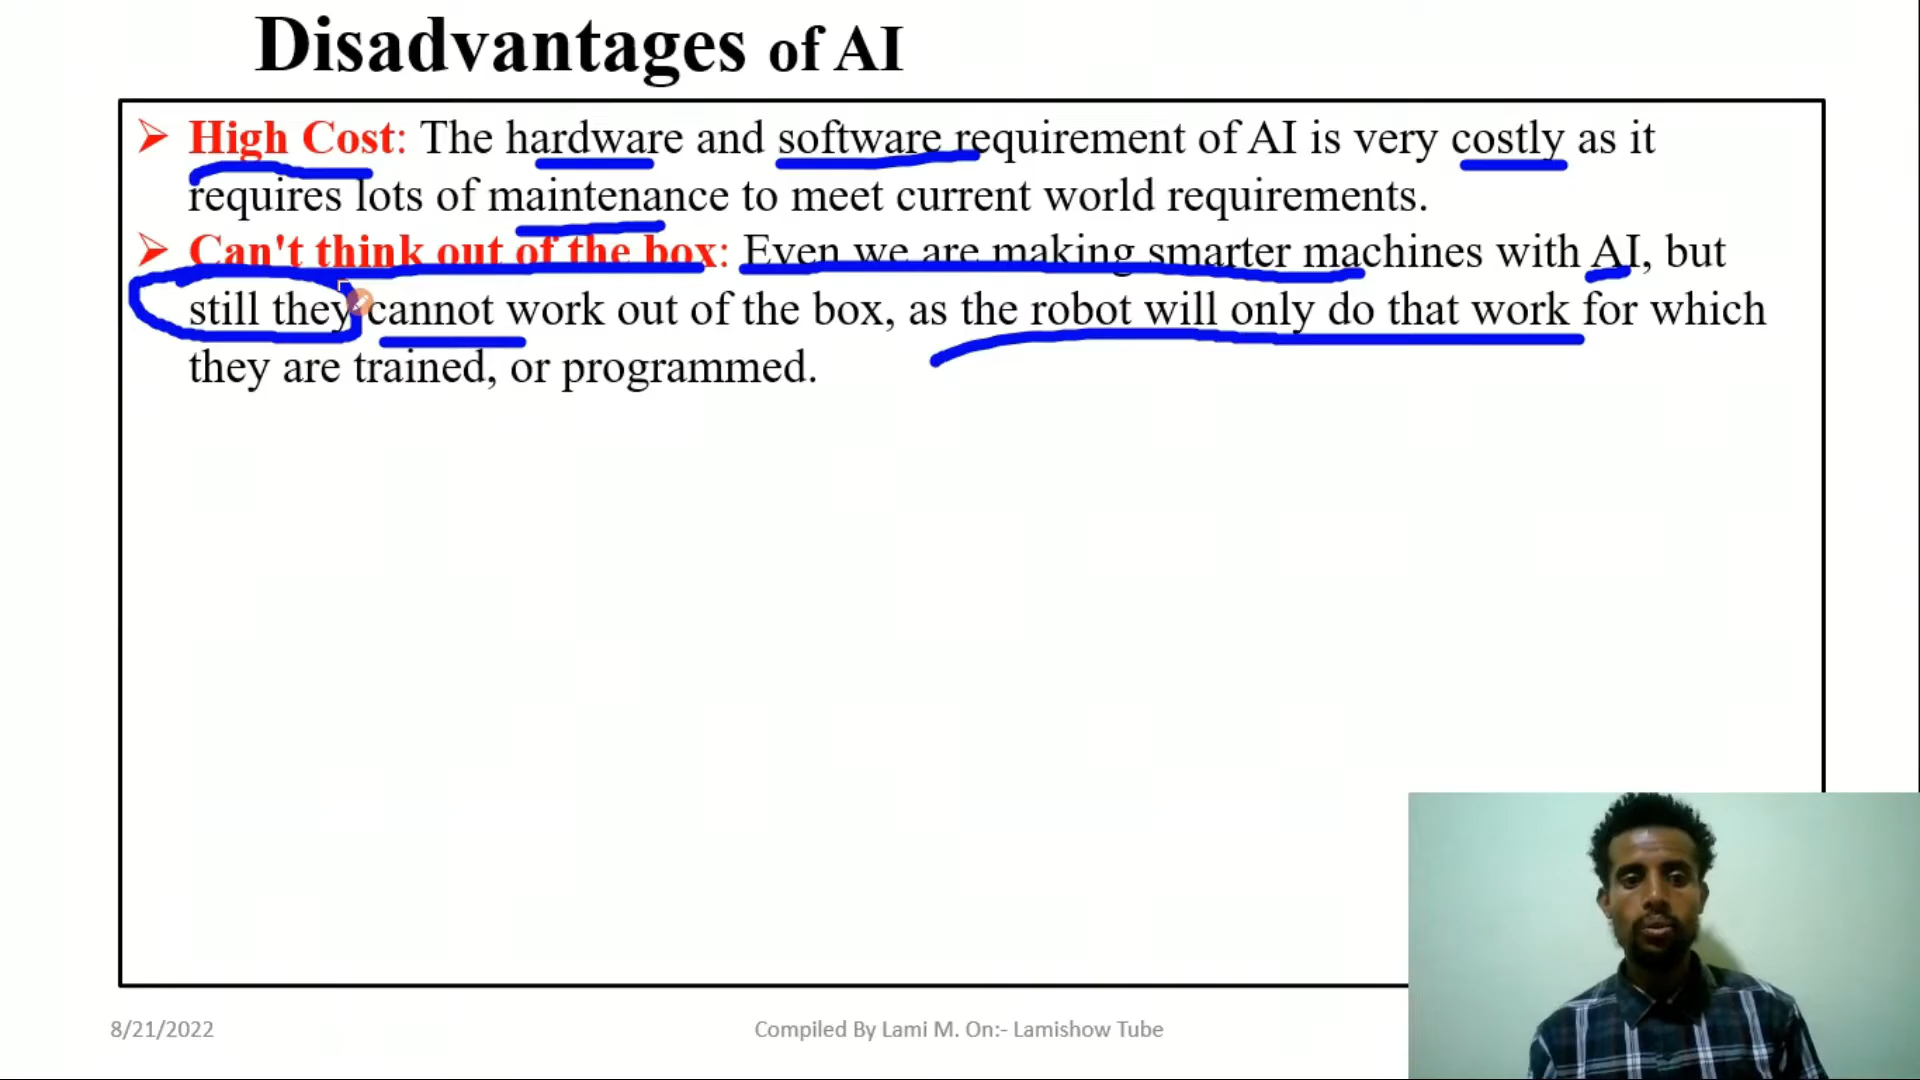 Disadvantages of AI
➢ High Cost: The hardware and software requirement of AI is very costly as it
requires lots of maintenance to meet current world requirements.
➢ Can't think out of the box: Even we are making smarter machines with AI, but
still they cannot work out of the box, as the robot will only do that work for which
they are trained, or programmed.
8/21/2022
Compiled By Lami M. On:- Lamishow Tube